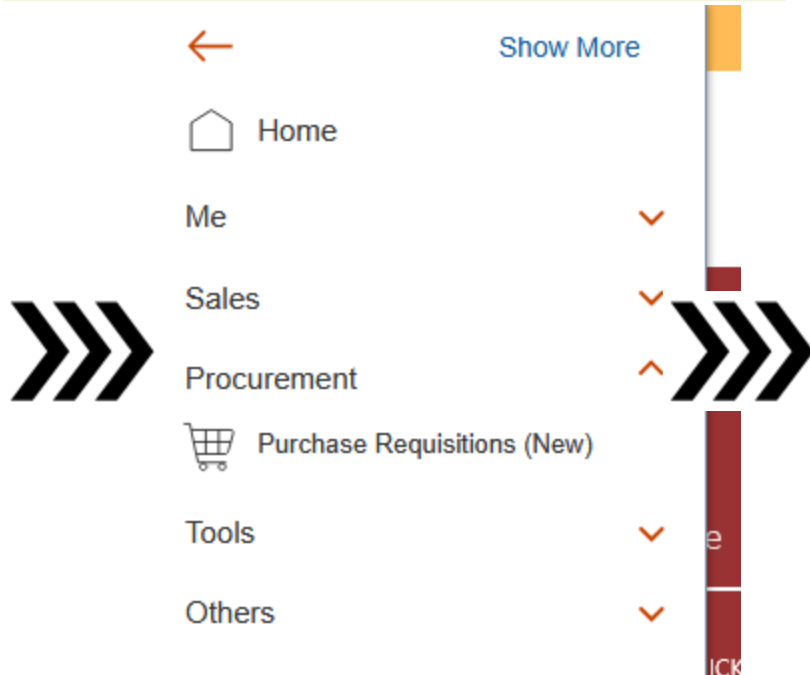 Show More
Home
Me
Sales
Procurement
Purchase Requisitions (New)
Tools
e
Others